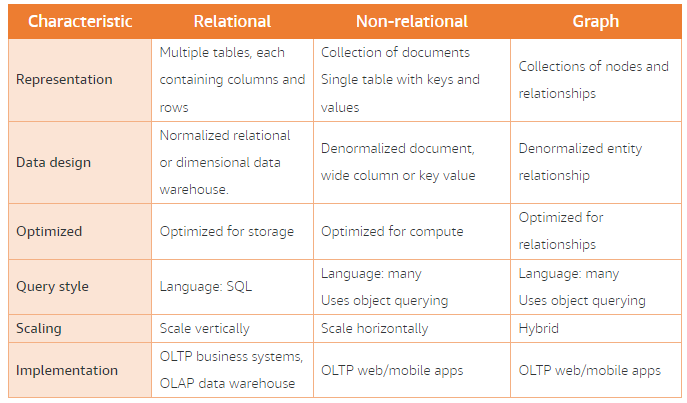 Characteristic Relational Non-relational Graph
Representation
Multiple tables, each
containing columns and
rows
Collection of documents
Single table with keys and
values
Collections of nodes and
relationships
Data design
Normalized relational
or dimensional data
warehouse.
Denormalized document,
wide column or key value
Denormalized entity
relationship
Optimized
Optimized for storage
Optimized for compute
Optimized for
relationships
Query style
Language: SQL
Language: many
Uses object querying
Language: many
Uses object querying
Scaling
Scale vertically
Scale horizontally
Hybrid
Implementation
OLTP business systems,
OLAP data warehouse
OLTP web/mobile apps
OLTP web/mobile apps